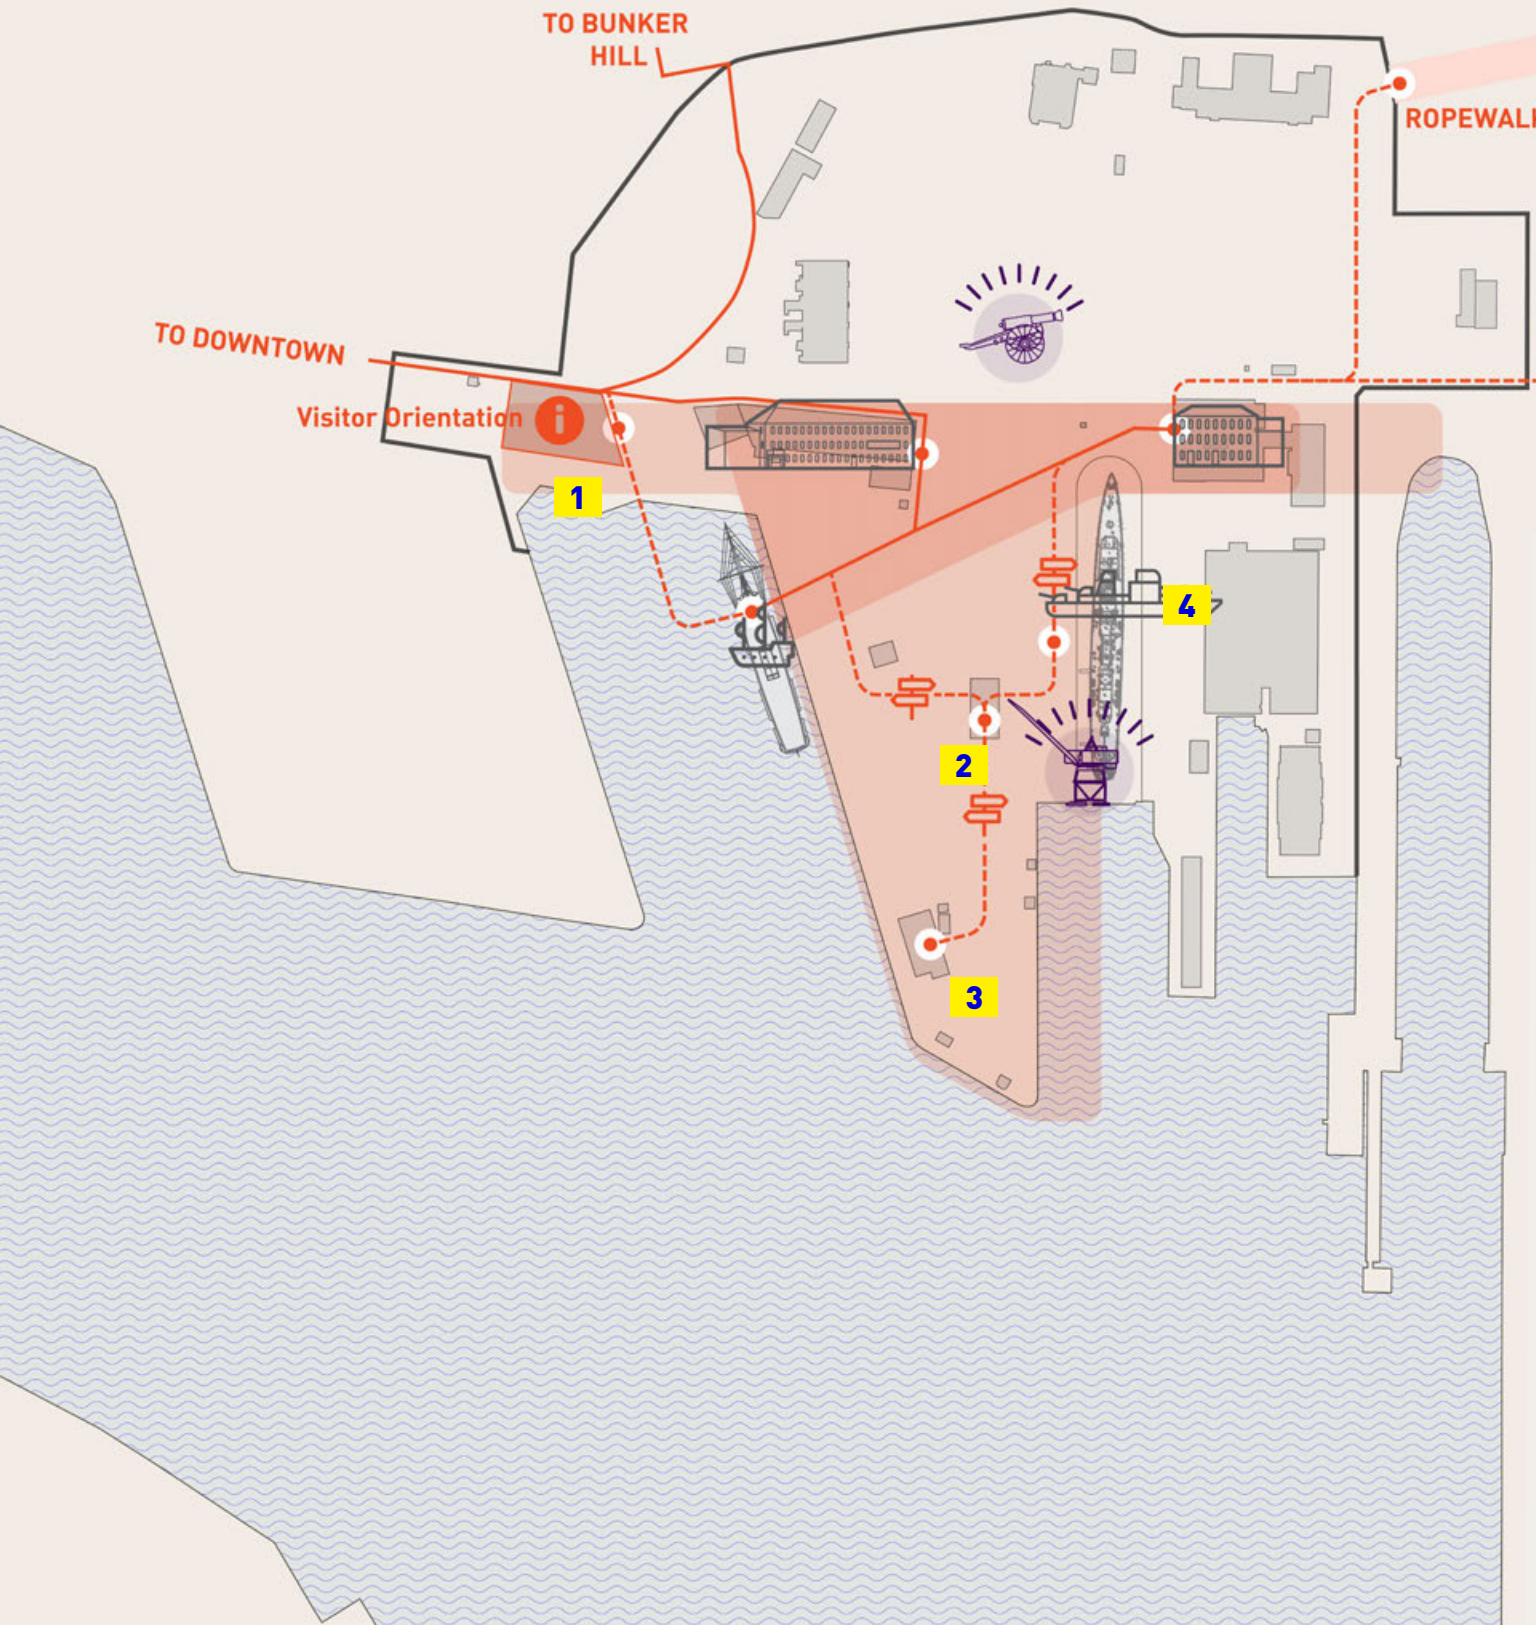 TO BUNKER
HILL
ROPEWALK
TO DOWNTOWN
Visitor Orientation
i
1
4
2
3